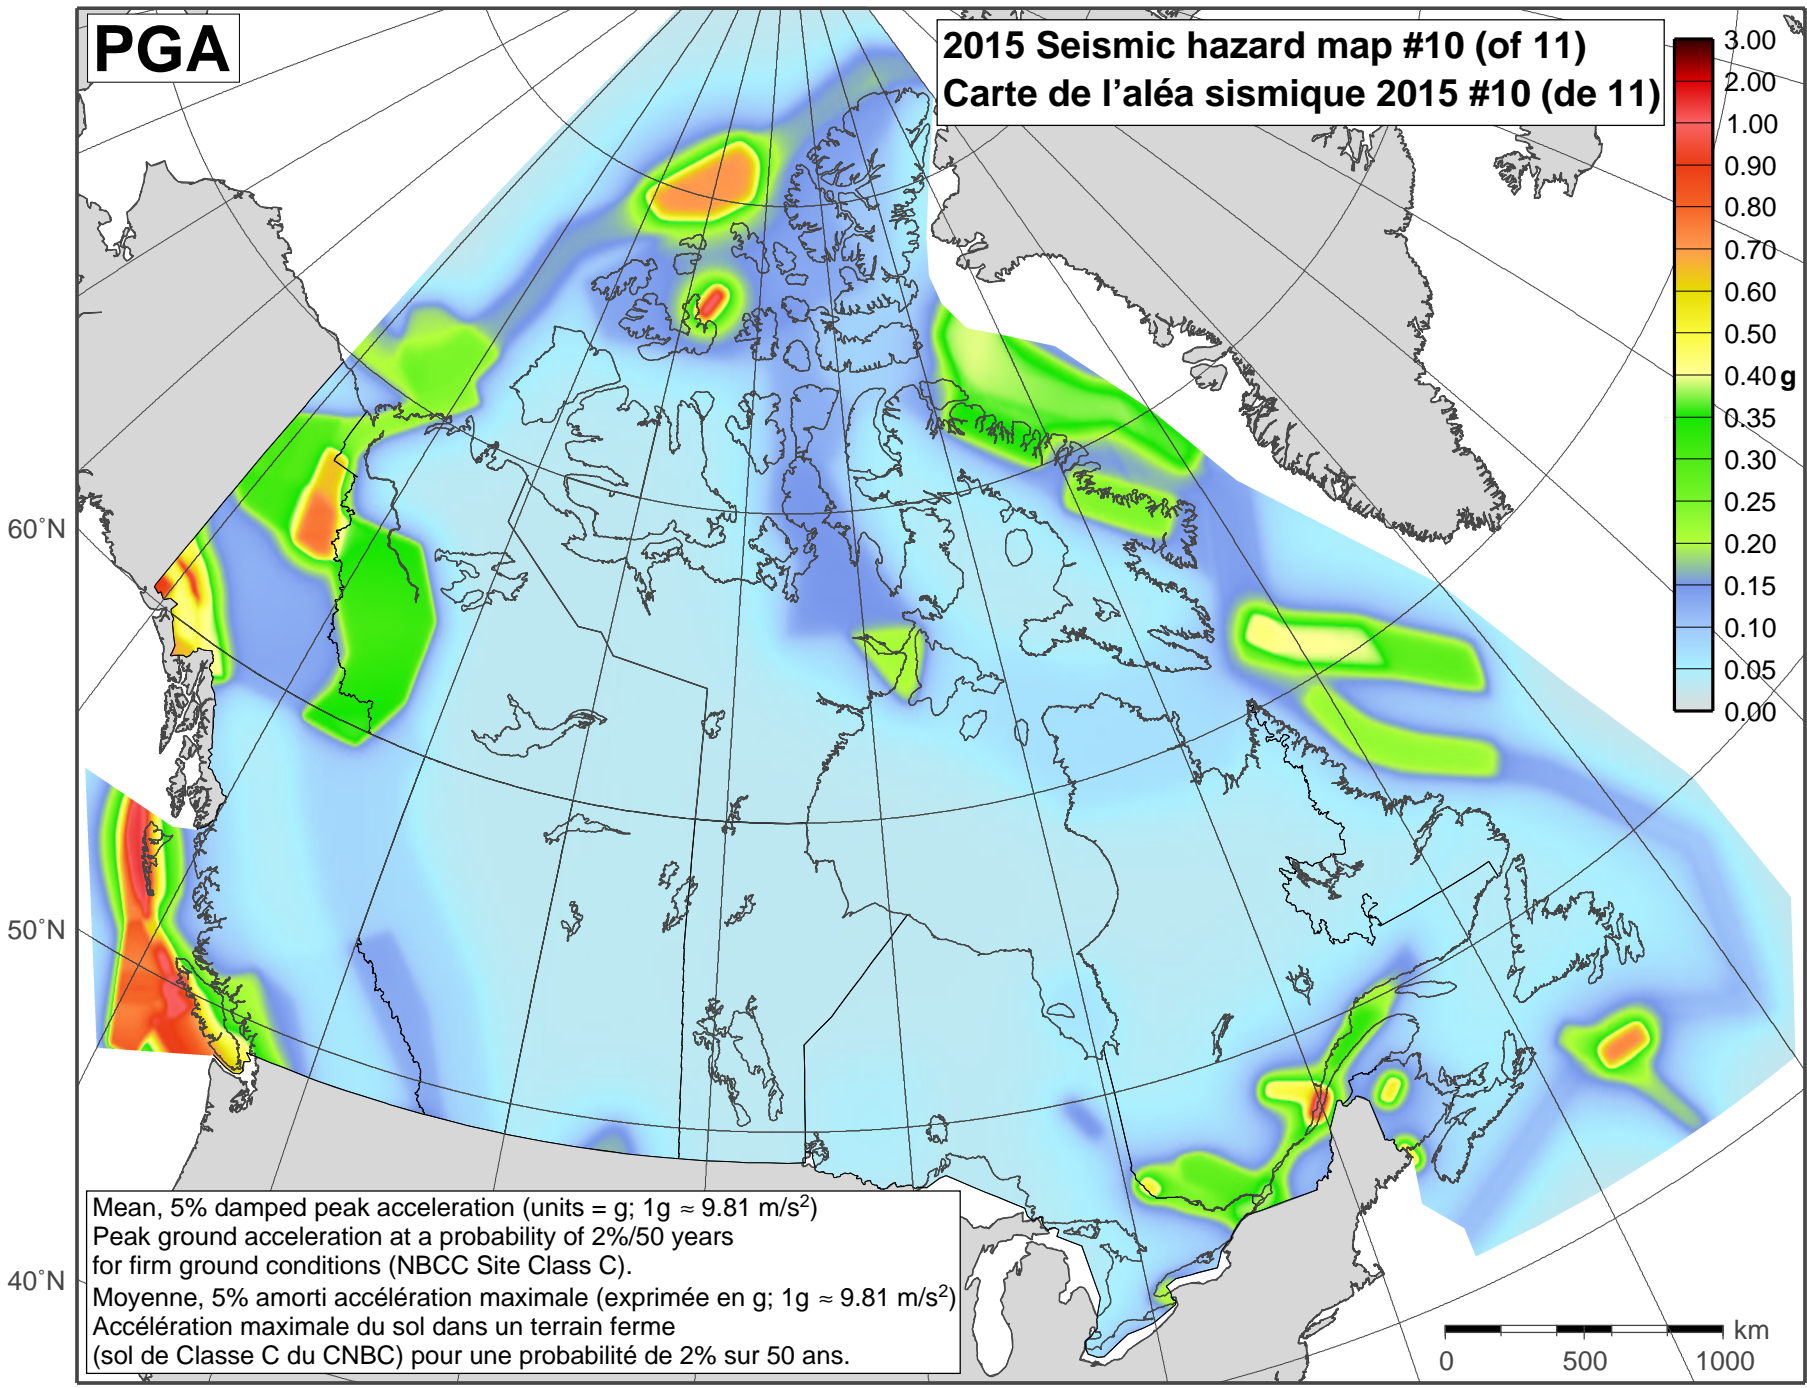 PGA
2015 Seismic hazard map #10 (of 11)
Carte de l'aléa sismique 2015 #10 (de 11)
3.00
2.00
1.00
0.90
0.80
0.70
0.60
0.50
0.40 g
0.35
0.30
0.25
0.20
0.15
0.10
0.05
0.00
60°N
50°N
40°N
Mean, 5% damped peak acceleration (units = g; 1g ≈ 9.81 m/s²)
Peak ground acceleration at a probability of 2%/50 years
for firm ground conditions (NBCC Site Class C).
Moyenne, 5% amorti accélération maximale (exprimée en g; 1g ≈ 9.81 m/s²)
Accélération maximale du sol dans un terrain ferme
(sol de Classe C du CNBC) pour une probabilité de 2% sur 50 ans.
km
0 500 1000